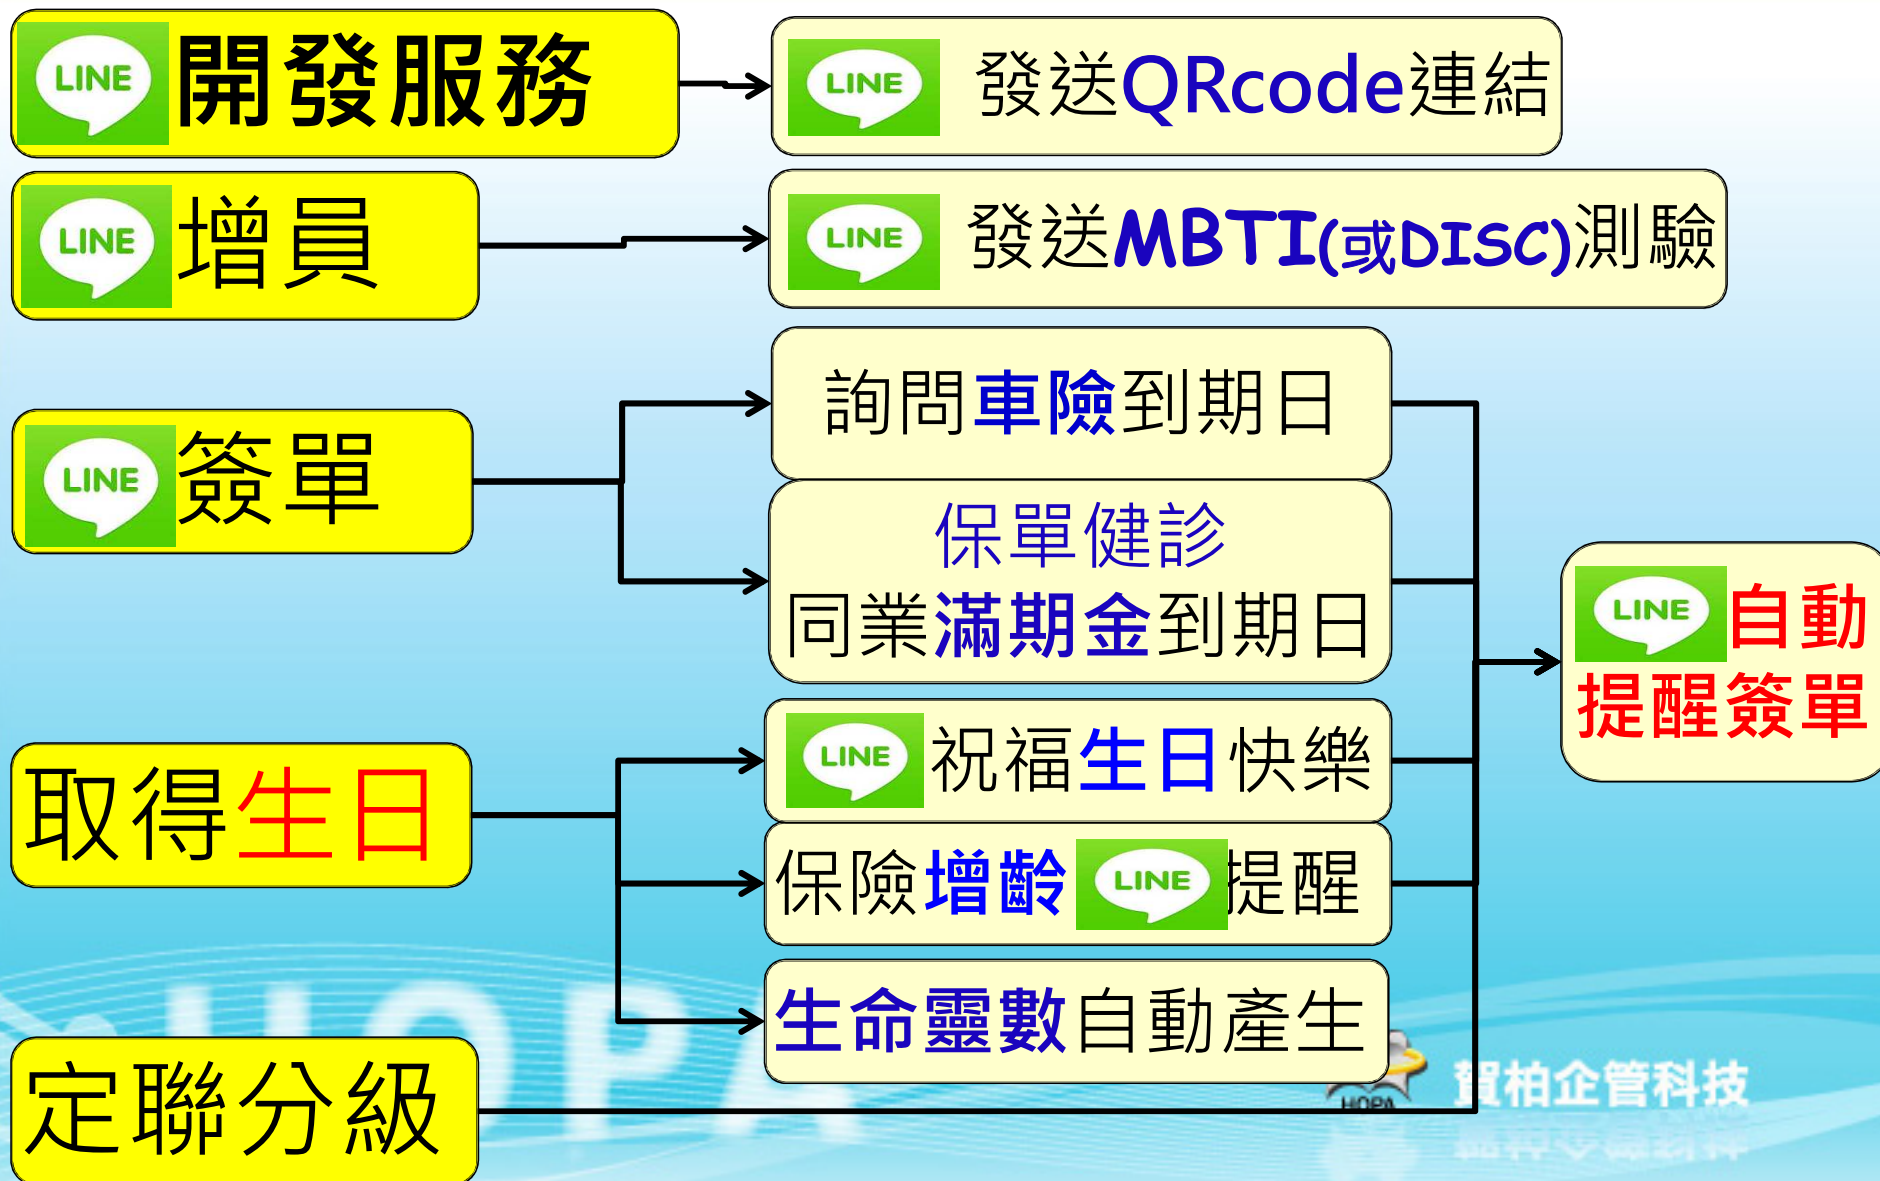 LINE 開發服務
LINE 發送QRcode連結
LINE 增員
LINE 發送MBTI(或DISC)測驗
LINE 簽單
詢問車險到期日
保單健診
同業滿期金到期日
取得生日
LINE 祝福生日快樂
保險增齡 LINE 提醒
生命靈數自動產生
定聯分級
LINE 自動
提醒簽單
HOPA
HOPA
賀柏企管科技